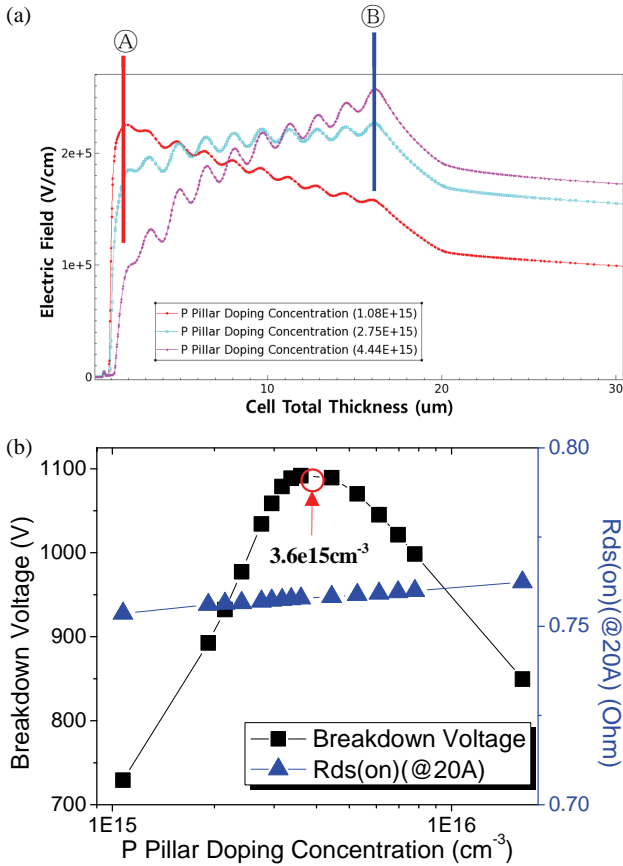 (a)
Ⓐ
Ⓑ
Electric Field (V/cm)
2e+5
1e+5
0
P Pillar Doping Concentration (1.08E+15)
P Pillar Doping Concentration (2.75E+15)
P Pillar Doping Concentration (4.44E+15)
10
20
30
Cell Total Thickness (um)
(b)
Breakdown Voltage (V)
1100
1000
900
800
700
3.6e15cm⁻³
Breakdown Voltage
Rds(on)(@20A)
0.80
0.75
0.70
Rds(on)(@20A) (Ohm)
1E15
1E16
P Pillar Doping Concentration (cm⁻³)